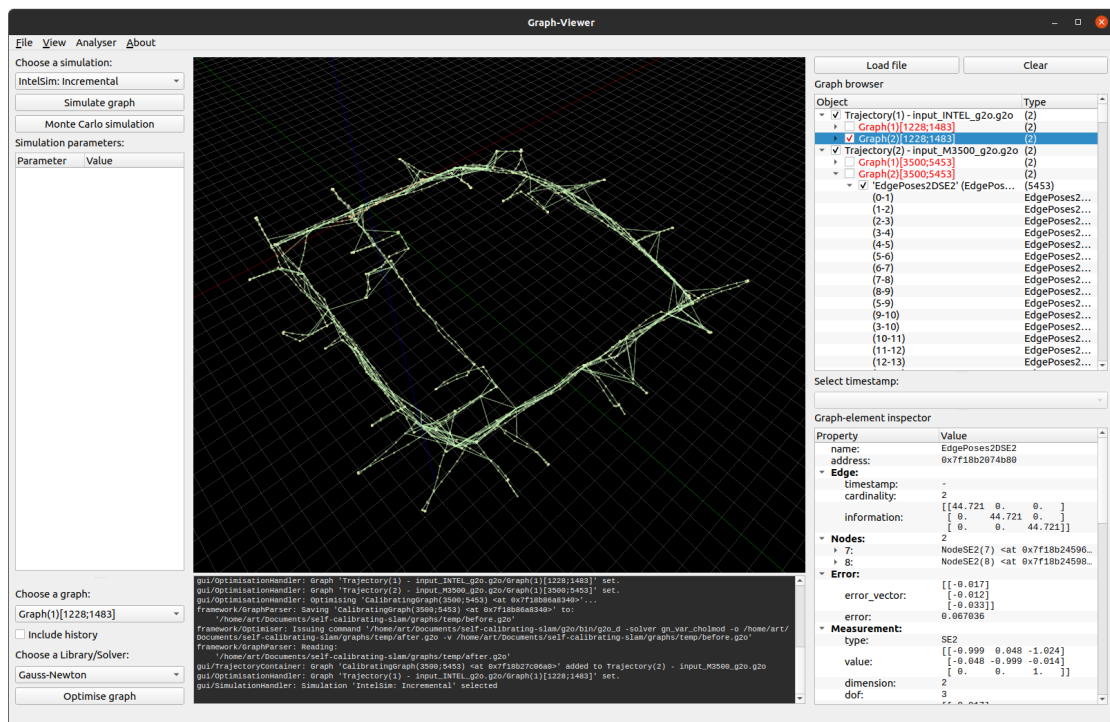 Graph-Viewer
File View Analyser About
Choose a simulation:
IntelSim: Incremental
Simulate graph
Monte Carlo simulation
Simulation parameters:
Parameter Value
Choose a graph:
Graph(1)[1228;1483]
Include history
Choose a Library/Solver:
Gauss-Newton
Optimise graph
gui/OptimisationHandler: Graph 'Trajectory(1) - input_INTEL_g2o.g2o/Graph(1)[1228;1483]' set.
gui/OptimisationHandler: Graph 'Trajectory(2) - input_M3500_g2o.g2o/Graph(1)[3500;5453]' set.
gui/OptimisationHandler: Optimising 'CalibratingGraph(3500;5453) <at 0x7f18b86a8340>'...
framework/GraphParser: Saving 'CalibratingGraph(3500;5453) <at 0x7f18b86a8340>' to:
'/home/art/Documents/self-calibrating-slam/graphs/temp/before.g2o'
framework/Optimiser: Issuing command '/home/art/Documents/self-calibrating-slam/g2o/bin/g2o_d -solver gn_var_cholmod -o /home/art/
Documents/self-calibrating-slam/graphs/temp/after.g2o -v /home/art/Documents/self-calibrating-slam/graphs/temp/before.g2o'
framework/GraphParser: Reading:
'/home/art/Documents/self-calibrating-slam/graphs/temp/after.g2o'
gui/TrajectoryContainer: Graph 'CalibratingGraph(3500;5453) <at 0x7f18b27c06a0>' added to Trajectory(2) - input_M3500_g2o.g2o
gui/OptimisationHandler: Graph 'Trajectory(1) - input_INTEL_g2o.g2o/Graph(1)[1228;1483]' set.
gui/SimulationHandler: Simulation 'IntelSim: Incremental' selected
Load file Clear
Graph browser
Object Type
Trajectory(1) - input_INTEL_g2o.g2o (2)
Graph(1)[1228;1483] (2)
Graph(2)[1228;1483] (2)
Trajectory(2) - input_M3500_g2o.g2o (2)
Graph(1)[3500;5453] (2)
Graph(2)[3500;5453] (2)
'EdgePoses2DSE2' (EdgePos... (5453)
(0-1) EdgePoses2...
(1-2) EdgePoses2...
(2-3) EdgePoses2...
(3-4) EdgePoses2...
(4-5) EdgePoses2...
(5-6) EdgePoses2...
(6-7) EdgePoses2...
(7-8) EdgePoses2...
(8-9) EdgePoses2...
(5-9) EdgePoses2...
(9-10) EdgePoses2...
(3-10) EdgePoses2...
(10-11) EdgePoses2...
(11-12) EdgePoses2...
(12-13) EdgePoses2...
Select timestamp:
Graph-element inspector
Property Value
name: EdgePoses2DSE2
address: 0x7f18b2074b80
Edge:
timestamp: -
cardinality: 2
[[44.721 0. 0. ]
information: [ 0. 44.721 0. ]
[ 0. 0. 44.721]]
Nodes: 2
7: NodeSE2(7) <at 0x7f18b24596...
8: NodeSE2(8) <at 0x7f18b24598...
Error:
[[-0.017]
error_vector: [-0.012]
[-0.033]]
error: 0.067036
Measurement:
type: SE2
[[-0.999 0.048 -1.024]
value: [-0.048 -0.999 -0.014]
[ 0. 0. 1. ]]
dimension: 2
dof: 3